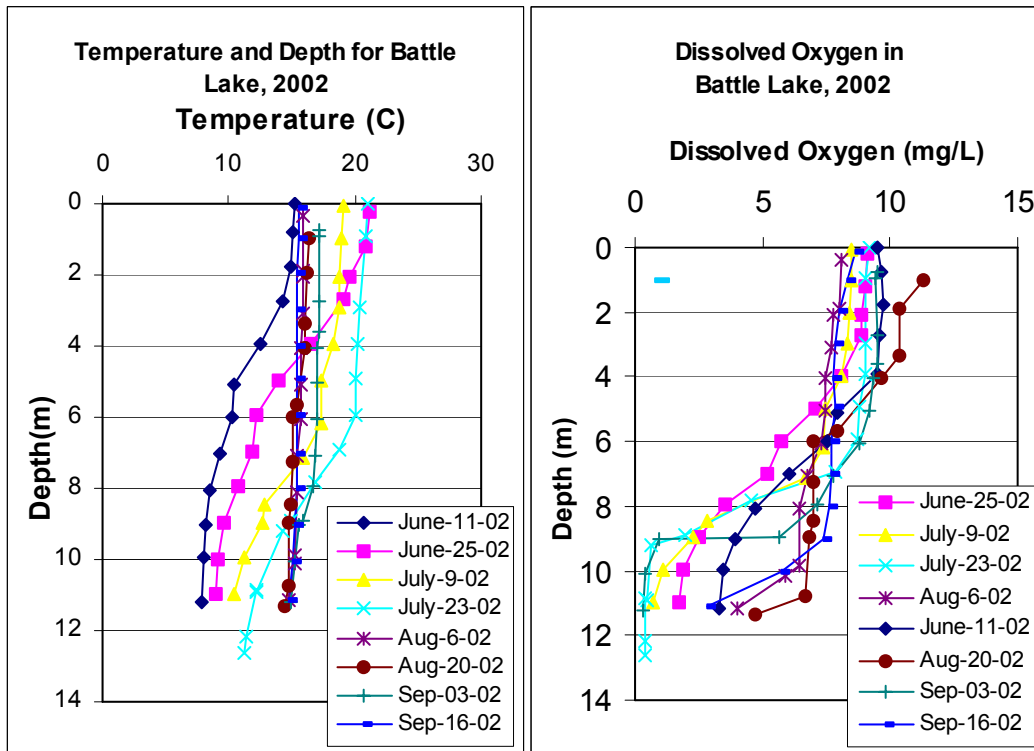 Temperature and Depth for Battle
Lake, 2002
Temperature (C)
0 10 20 30
0
2
4
6
8
10
12
14
Depth(m)
June-11-02
June-25-02
July-9-02
July-23-02
Aug-6-02
Aug-20-02
Sep-03-02
Sep-16-02
Dissolved Oxygen in
Battle Lake, 2002
Dissolved Oxygen (mg/L)
0 5 10 15
0
2
4
6
8
10
12
14
Depth (m)
June-25-02
July-9-02
July-23-02
Aug-6-02
June-11-02
Aug-20-02
Sep-03-02
Sep-16-02